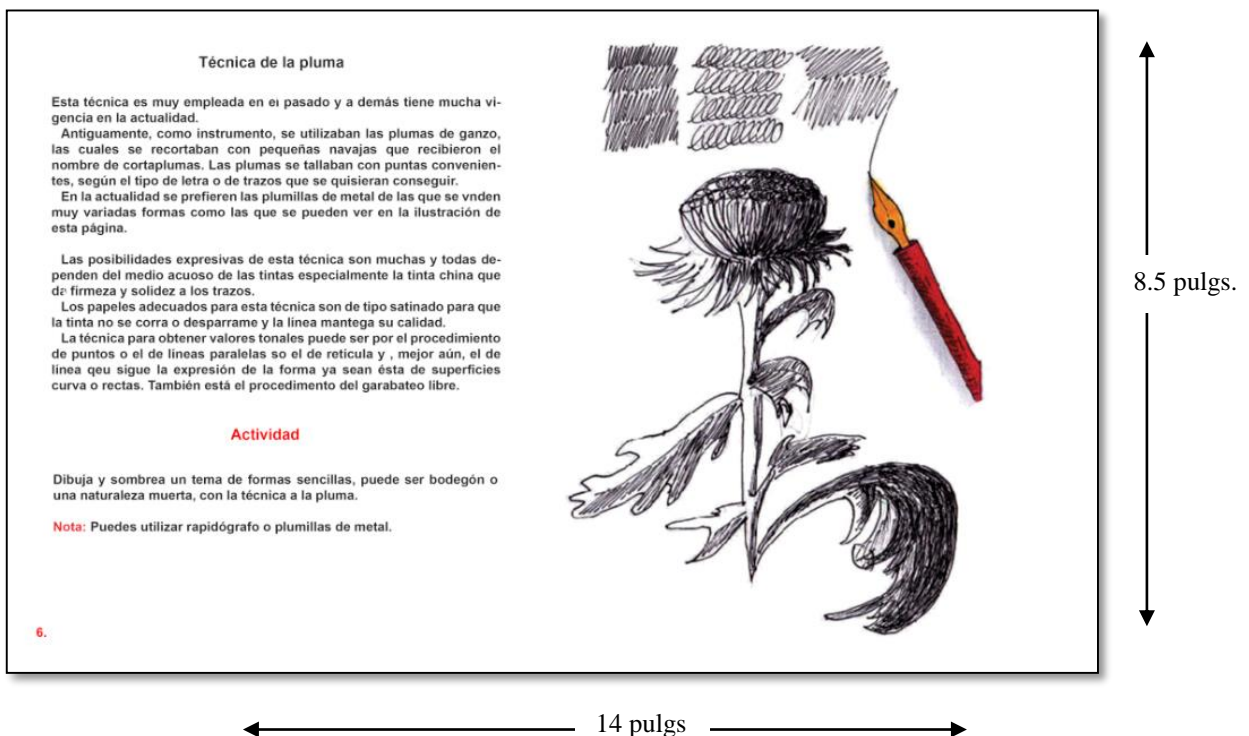 Técnica de la pluma
Esta técnica es muy empleada en el pasado y a demás tiene mucha vi-
gencia en la actualidad.
Antiguamente, como instrumento, se utilizaban las plumas de ganzo,
las cuales se recortaban con pequeñas navajas que recibieron el
nombre de cortaplumas. Las plumas se tallaban con puntas convenien-
tes, según el tipo de letra o de trazos que se quisieran conseguir.
En la actualidad se prefieren las plumillas de metal de las que se vnden
muy variadas formas como las que se pueden ver en la ilustración de
esta página.
Las posibilidades expresivas de esta técnica son muchas y todas de-
penden del medio acuoso de las tintas especialmente la tinta china que
da firmeza y solidez a los trazos.
Los papeles adecuados para esta técnica son de tipo satinado para que
la tinta no se corra o desparrame y la línea mantega su calidad.
La técnica para obtener valores tonales puede ser por el procedimiento
de puntos o el de líneas paralelas so el de reticula y , mejor aún, el de
línea qeu sigue la expresión de la forma ya sean ésta de superficies
curva o rectas. También está el procedimento del garabateo libre.
Actividad
Dibuja y sombrea un tema de formas sencillas, puede ser bodegón o
una naturaleza muerta, con la técnica a la pluma.
Nota: Puedes utilizar rapidógrafo o plumillas de metal.
6.
8.5 pulgs.
14 pulgs